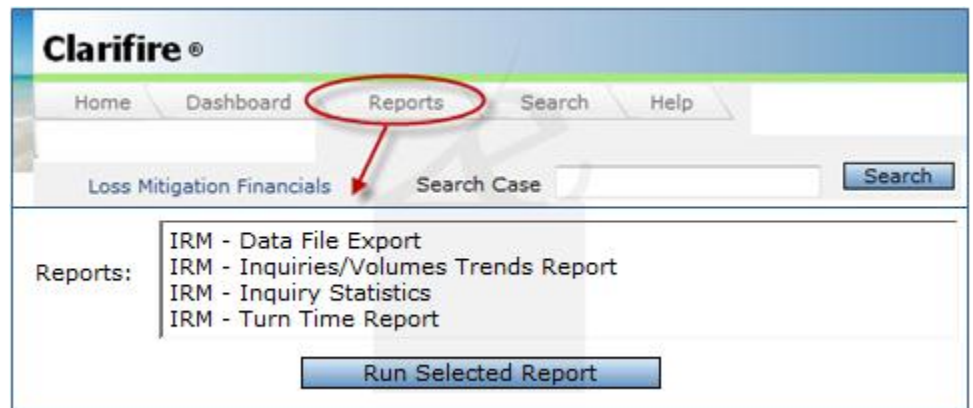 Clarifire ®
Home Dashboard Reports Search Help
Loss Mitigation Financials Search Case Search
Reports:
IRM - Data File Export
IRM - Inquiries/Volumes Trends Report
IRM - Inquiry Statistics
IRM - Turn Time Report
Run Selected Report